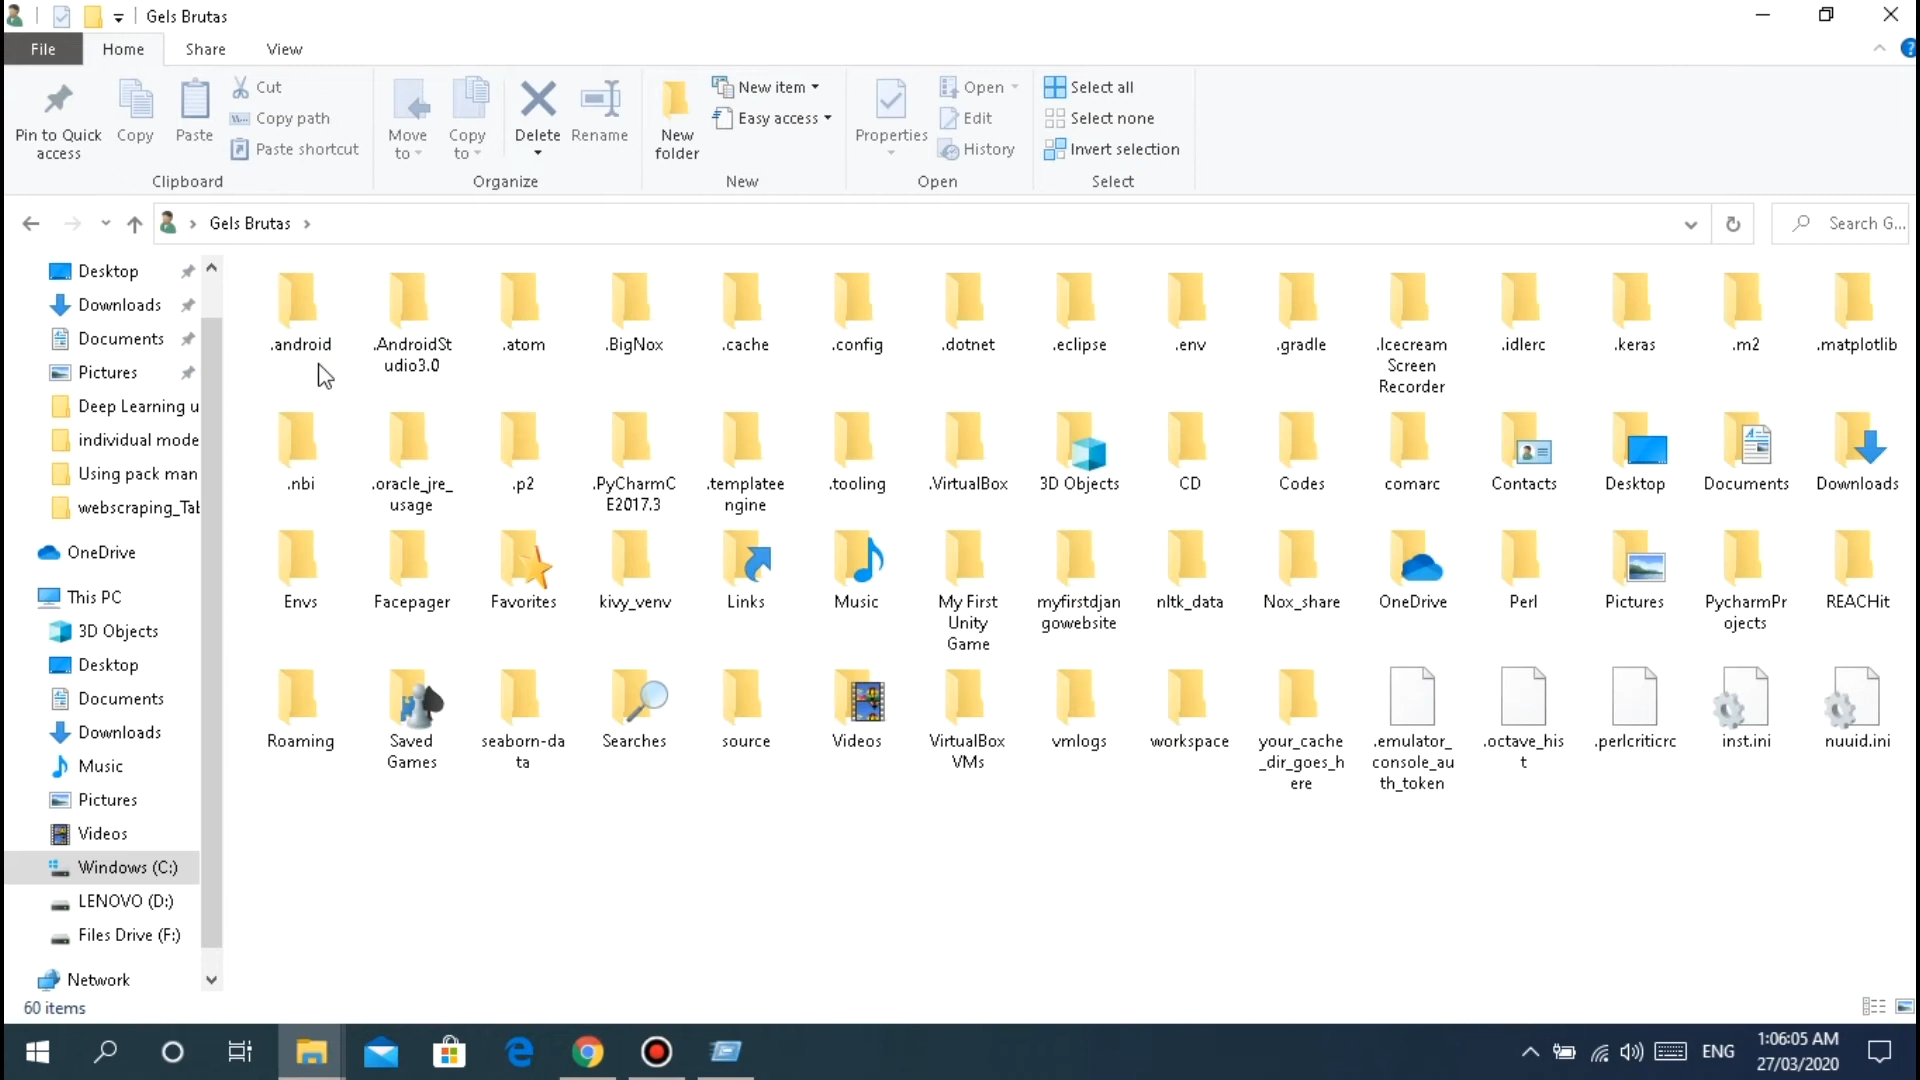 Gels Brutas
File
Home
Share
View
Pin to Quick
access
Copy
Paste
Cut
Copy path
Paste shortcut
Clipboard
Move
to
Copy
to
Delete
Rename
Organize
New
folder
New item
Easy access
New
Properties
Open
Edit
History
Open
Select all
Select none
Invert selection
Select
Gels Brutas
Search G...
Desktop
Downloads
Documents
Pictures
Deep Learning u
individual mode
Using pack man
webscraping_Tal
OneDrive
This PC
3D Objects
Desktop
Documents
Downloads
Music
Pictures
Videos
Windows (C:)
LENOVO (D:)
Files Drive (F:)
Network
.android
.AndroidSt
udio3.0
.atom
.BigNox
.cache
.config
.dotnet
.eclipse
.env
.gradle
.Icecream
Screen
Recorder
.idlerc
.keras
.m2
.matplotlib
.nbi
.oracle_jre_
usage
.p2
.PyCharmC
E2017.3
.templatee
ngine
.tooling
.VirtualBox
3D Objects
CD
Codes
comarc
Contacts
Desktop
Documents
Downloads
Envs
Facepager
Favorites
kivy_venv
Links
Music
My First
Unity
Game
myfirstdjan
gowebsite
nltk_data
Nox_share
OneDrive
Perl
Pictures
PycharmPr
ojects
REACHit
Roaming
Saved
Games
seaborn-da
ta
Searches
source
Videos
VirtualBox
VMs
vmlogs
workspace
your_cache
_dir_goes_h
ere
.emulator_
console_au
th_token
.octave_his
t
.perlcriticrc
inst.ini
nuuid.ini
60 items
ENG
1:06:05 AM
27/03/2020